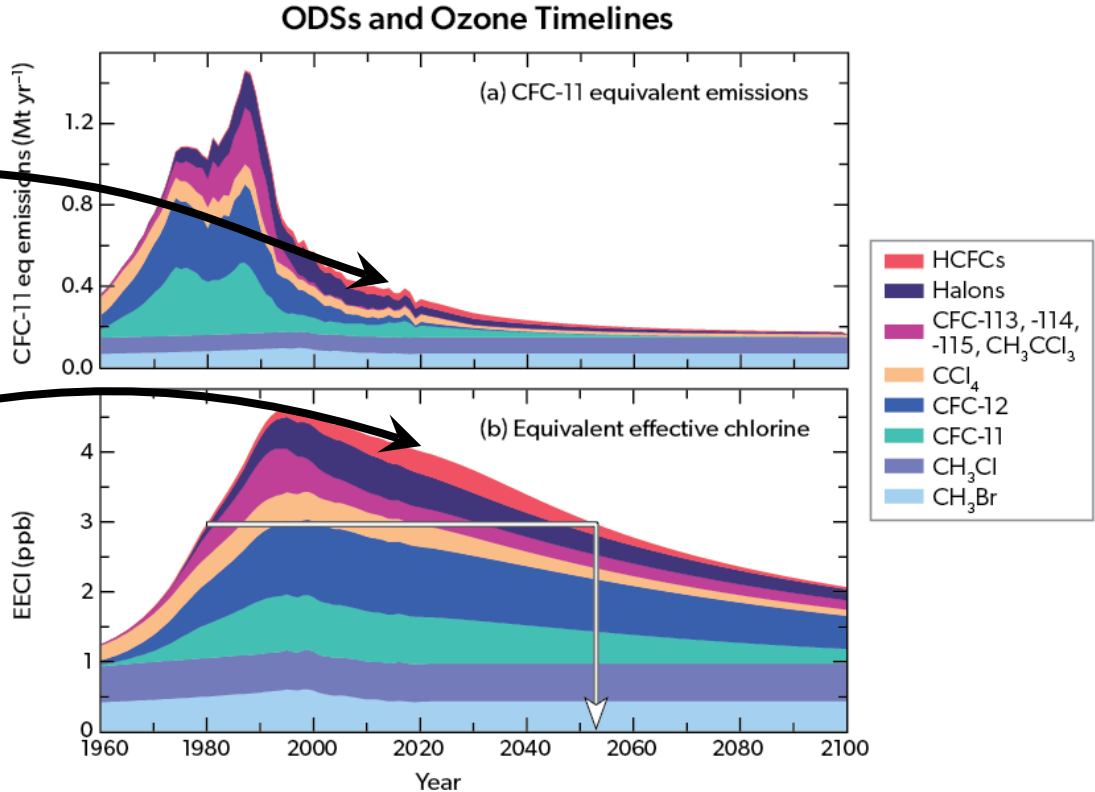 ODSs and Ozone Timelines
(a) CFC-11 equivalent emissions
CFC-11 eq emissions (Mt yr⁻¹)
1.2
0.8
0.4
0.0
(b) Equivalent effective chlorine
EECl (ppb)
4
3
2
1
0
1960 1980 2000 2020 2040 2060 2080 2100
Year
HCFCs
Halons
CFC-113, -114,
-115, CH₃CCl₃
CCl₄
CFC-12
CFC-11
CH₃Cl
CH₃Br